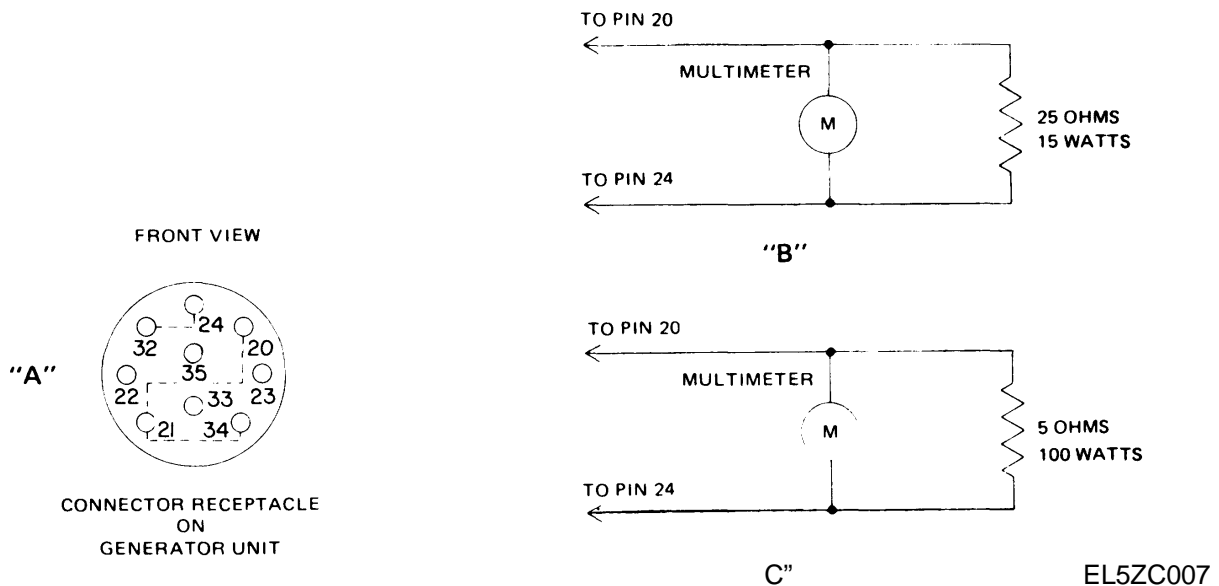 FRONT VIEW
"A"
24
32
20
35
22
33
23
21
34
CONNECTOR RECEPTACLE
ON
GENERATOR UNIT
TO PIN 20
MULTIMETER
M
25 OHMS
15 WATTS
TO PIN 24
"B"
TO PIN 20
MULTIMETER
M
5 OHMS
100 WATTS
TO PIN 24
C"
EL5ZC007